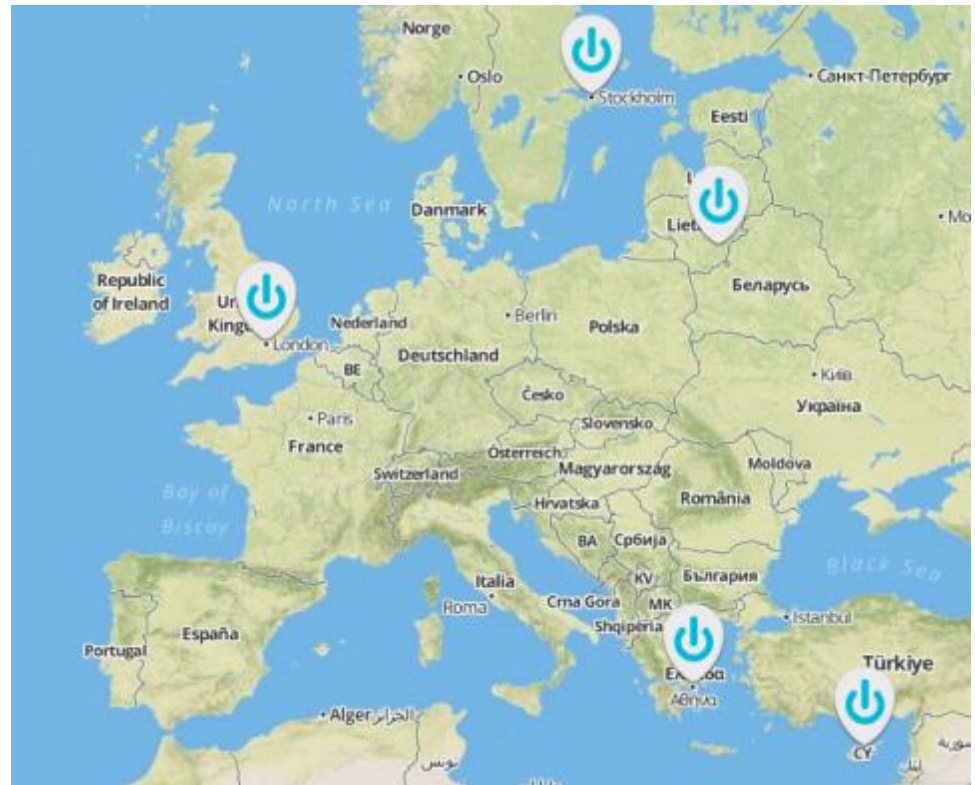 Norge
Oslo
Stockholm
Санкт-Петербург
Eesti
North Sea
Danmark
Republic
of Ireland
Беларусь
London
Nederland
Berlin
Polska
Deutschland
BE
Київ
Česko
Україна
Paris
France
Slovensko
Österreich
Switzerland
Magyarország
Moldova
Bay of
Biscay
Hrvatska
România
BA
Србија
Black Sea
Italia
KV
България
Roma
Crna Gora
MK
Istanbul
Shqipëria
España
Portugal
Türkiye
Αθήνα
Alger الجزائر
CY
تونس